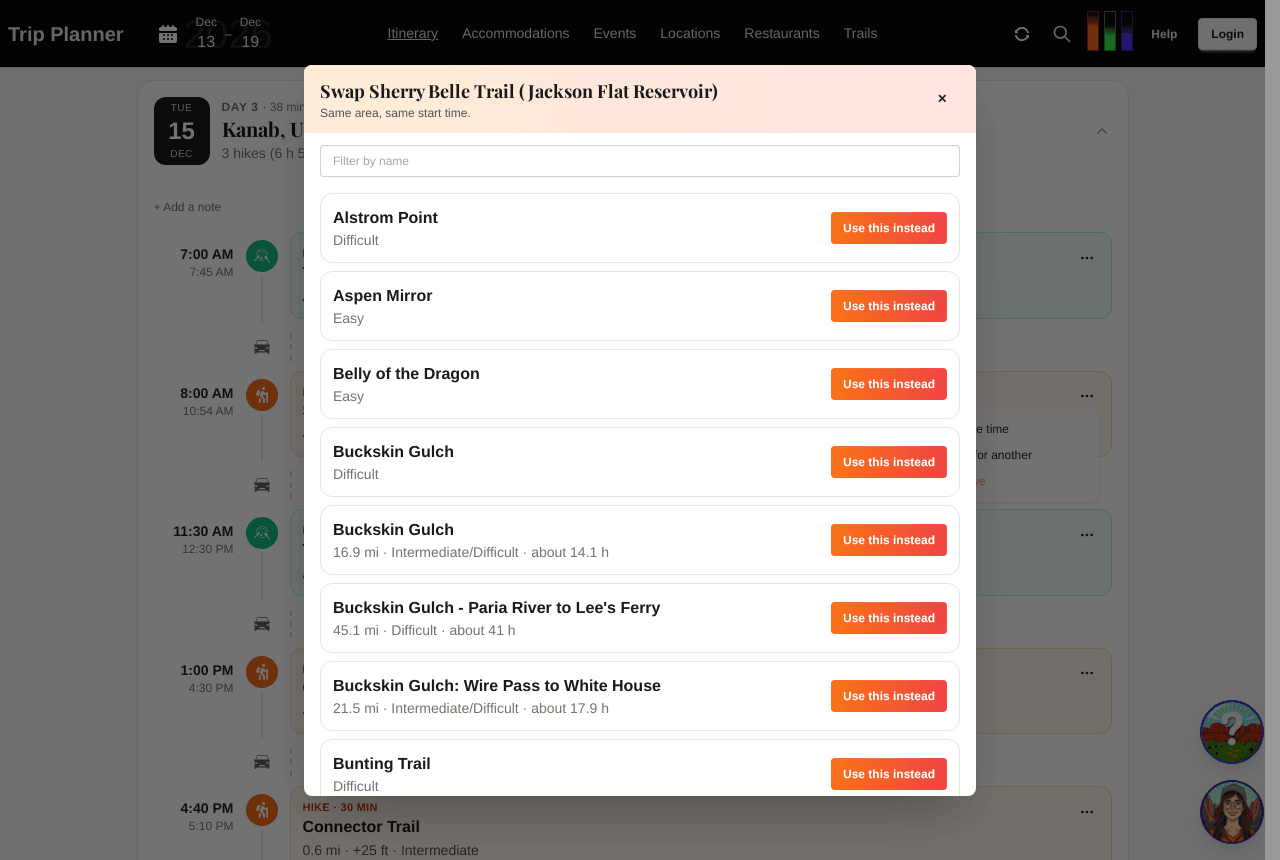 Trip Planner
2026
Dec
13
–
Dec
19
Itinerary
Accommodations
Events
Locations
Restaurants
Trails
Help
Login
TUE
15
DEC
DAY 3 · 38 min
Kanab, U
3 hikes (6 h 5
+ Add a note
Swap Sherry Belle Trail (Jackson Flat Reservoir)
Same area, same start time.
×
Filter by name
Alstrom Point
Difficult
Use this instead
Aspen Mirror
Easy
Use this instead
Belly of the Dragon
Easy
Use this instead
Buckskin Gulch
Difficult
Use this instead
Buckskin Gulch
16.9 mi · Intermediate/Difficult · about 14.1 h
Use this instead
Buckskin Gulch - Paria River to Lee's Ferry
45.1 mi · Difficult · about 41 h
Use this instead
Buckskin Gulch: Wire Pass to White House
21.5 mi · Intermediate/Difficult · about 17.9 h
Use this instead
Bunting Trail
Difficult
Use this instead
7:00 AM
7:45 AM
8:00 AM
10:54 AM
e time
for another
ve
11:30 AM
12:30 PM
1:00 PM
4:30 PM
4:40 PM
5:10 PM
HIKE · 30 MIN
Connector Trail
0.6 mi · +25 ft · Intermediate
?